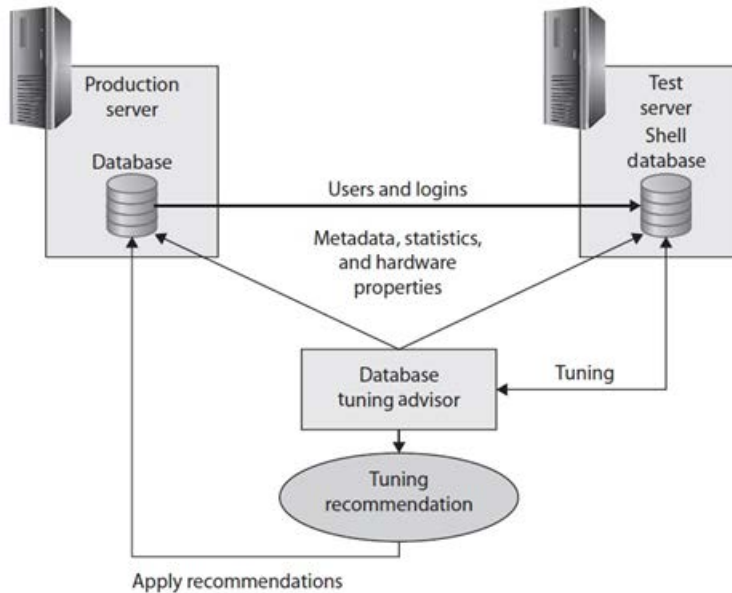 Production
server
Database
Test
server
Shell
database
Users and logins
Metadata, statistics,
and hardware
properties
Database
tuning advisor
Tuning
Tuning
recommendation
Apply recommendations